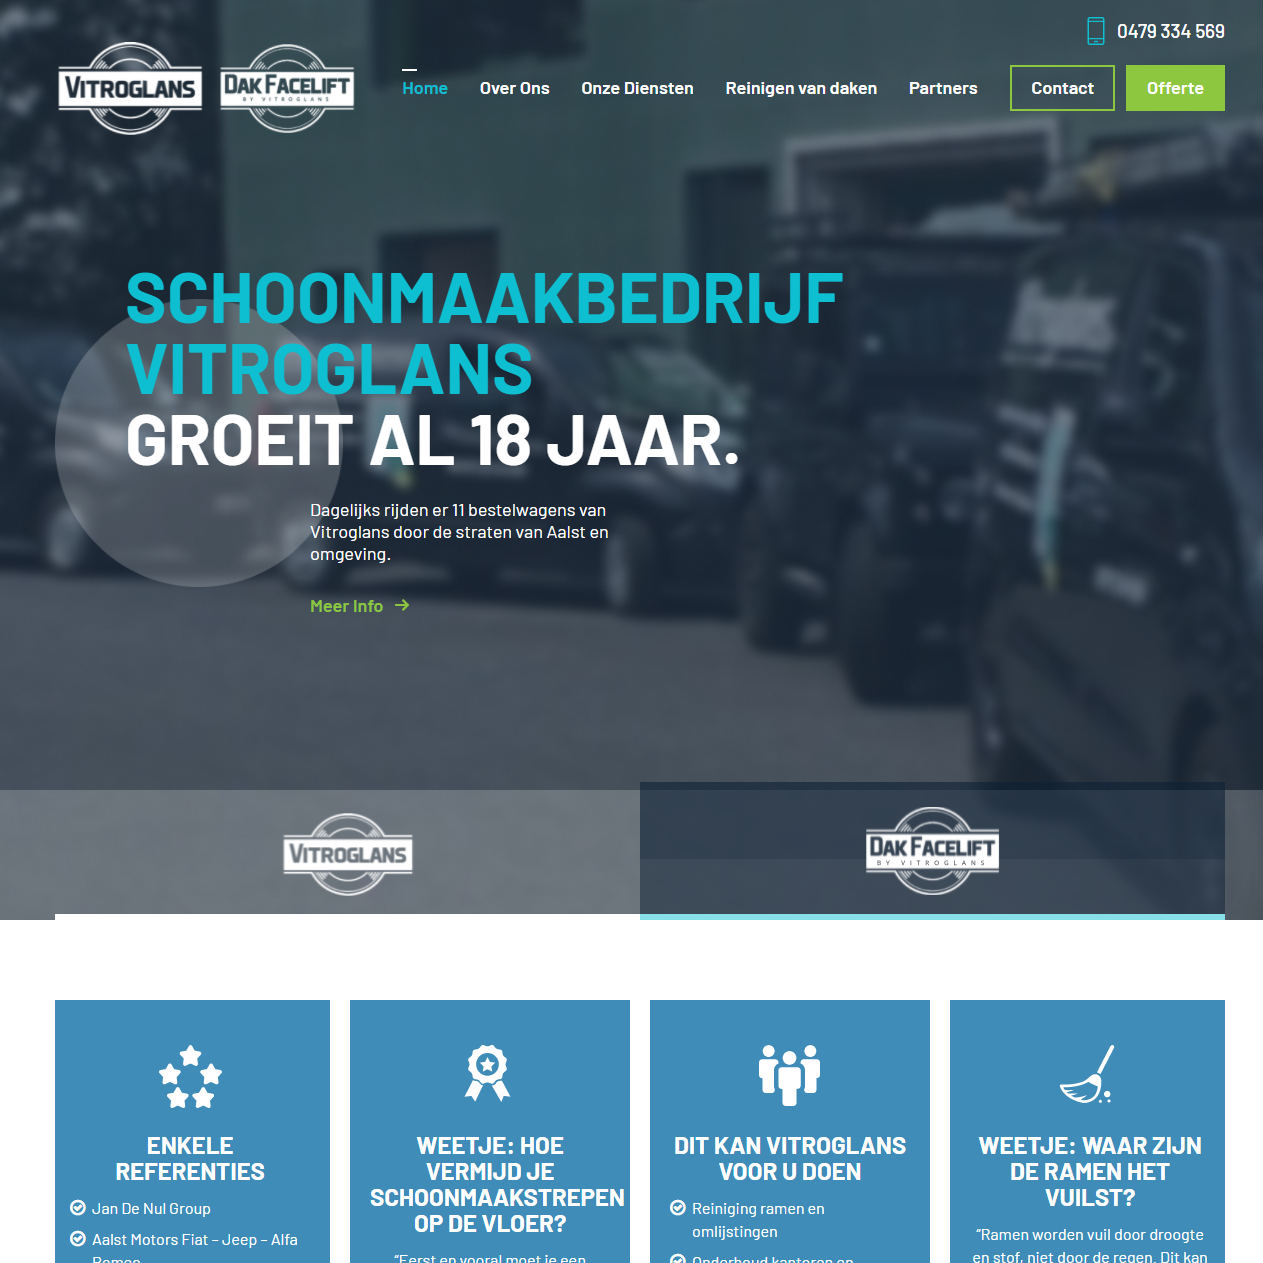 0479 334 569
VITROGLANS
DAK FACELIFT
BY VITROGLANS
Home Over Ons Onze Diensten Reinigen van daken Partners Contact Offerte
SCHOONMAAKBEDRIJF
VITROGLANS
GROEIT AL 18 JAAR.
Dagelijks rijden er 11 bestelwagens van
Vitroglans door de straten van Aalst en
omgeving.
Meer Info
VITROGLANS
DAK FACELIFT
BY VITROGLANS
ENKELE
REFERENTIES
Jan De Nul Group
Aalst Motors Fiat – Jeep – Alfa
Romeo
WEETJE: HOE
VERMIJD JE
SCHOONMAAKSTREPEN
OP DE VLOER?
“Eerst en vooral moet je een
DIT KAN VITROGLANS
VOOR U DOEN
Reiniging ramen en
omlijstingen
Onderhoud kantoren en
WEETJE: WAAR ZIJN
DE RAMEN HET
VUILST?
“Ramen worden vuil door droogte
en stof, niet door de regen. Dit kan